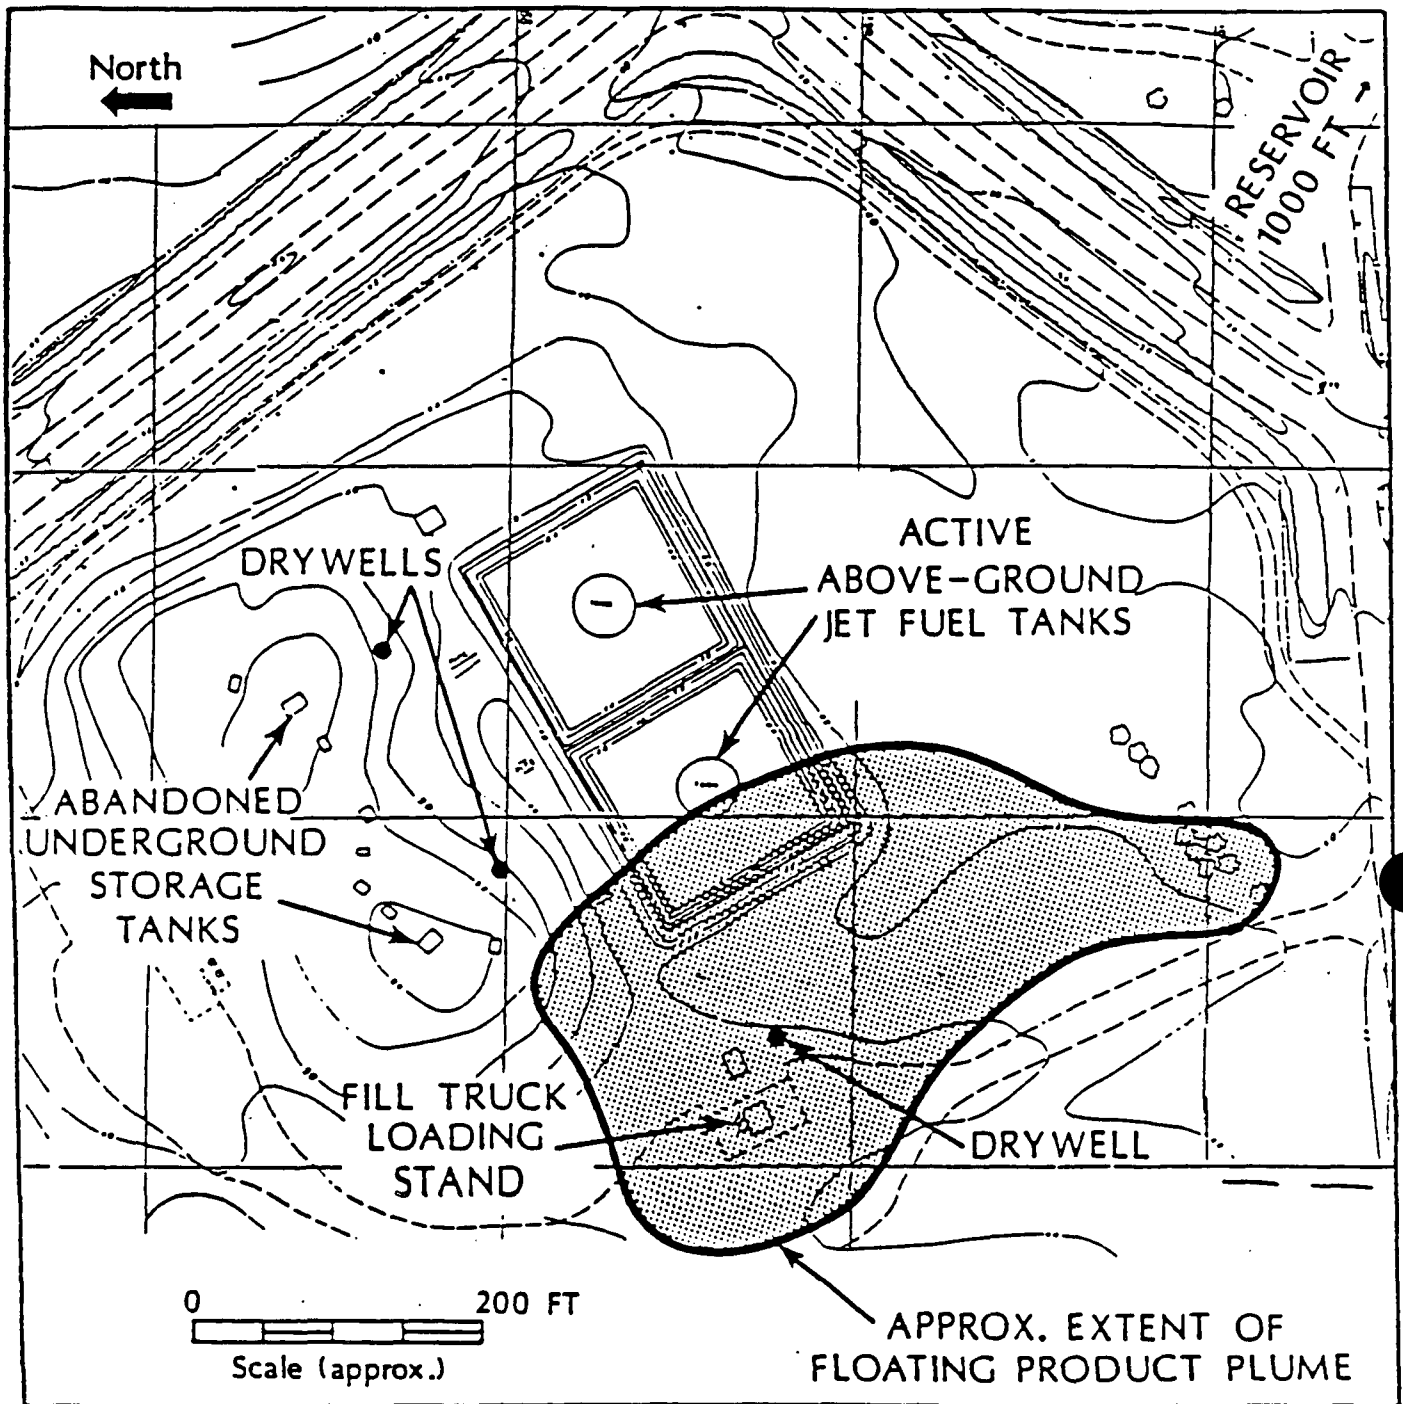 North
RESERVOIR
1000 FT
DRYWELLS
ACTIVE
ABOVE-GROUND
JET FUEL TANKS
ABANDONED
UNDERGROUND
STORAGE
TANKS
FILL TRUCK
LOADING
STAND
DRYWELL
0 200 FT
Scale (approx.)
APPROX. EXTENT OF
FLOATING PRODUCT PLUME